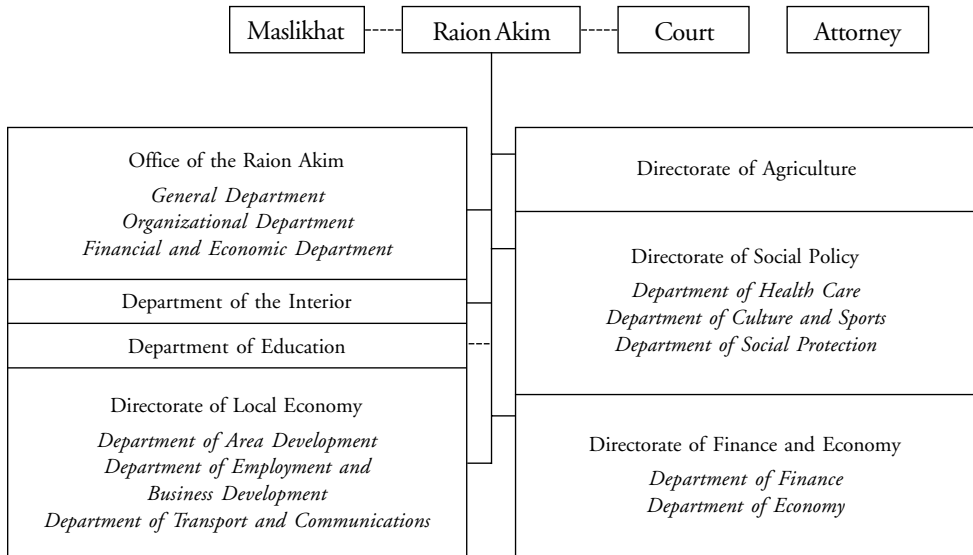 Maslikhat
Raion Akim
Court
Attorney
Office of the Raion Akim
General Department
Organizational Department
Financial and Economic Department
Department of the Interior
Department of Education
Directorate of Local Economy
Department of Area Development
Department of Employment and
Business Development
Department of Transport and Communications
Directorate of Agriculture
Directorate of Social Policy
Department of Health Care
Department of Culture and Sports
Department of Social Protection
Directorate of Finance and Economy
Department of Finance
Department of Economy